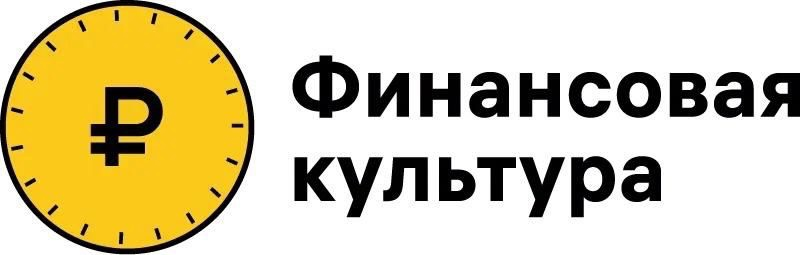 ₽
Финансовая
культура